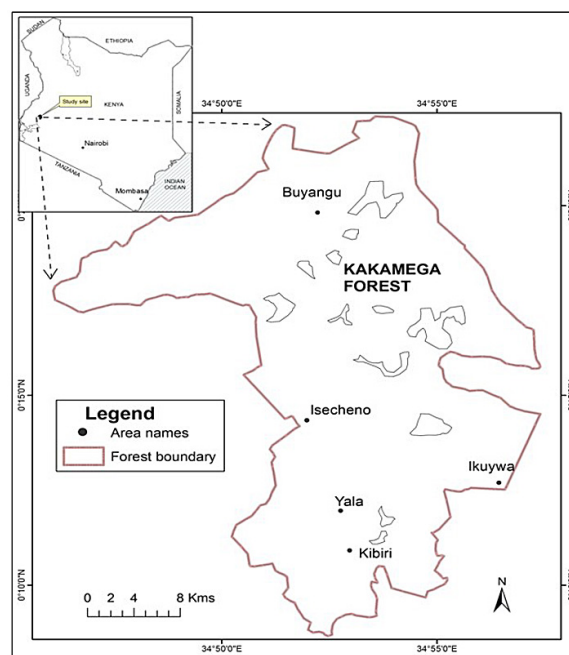 SUDAN
ETHIOPIA
UGANDA
Study site
KENYA
SOMALIA
Nairobi
TANZANIA
Mombasa
INDIAN
OCEAN
34°50'0"E
34°55'0"E
Buyangu
KAKAMEGA
FOREST
0°15'0"N
Isecheno
Legend
Area names
Forest boundary
Ikuywa
Yala
Kibiri
0°10'0"N
0 2 4 8 Kms
N
34°50'0"E
34°55'0"E